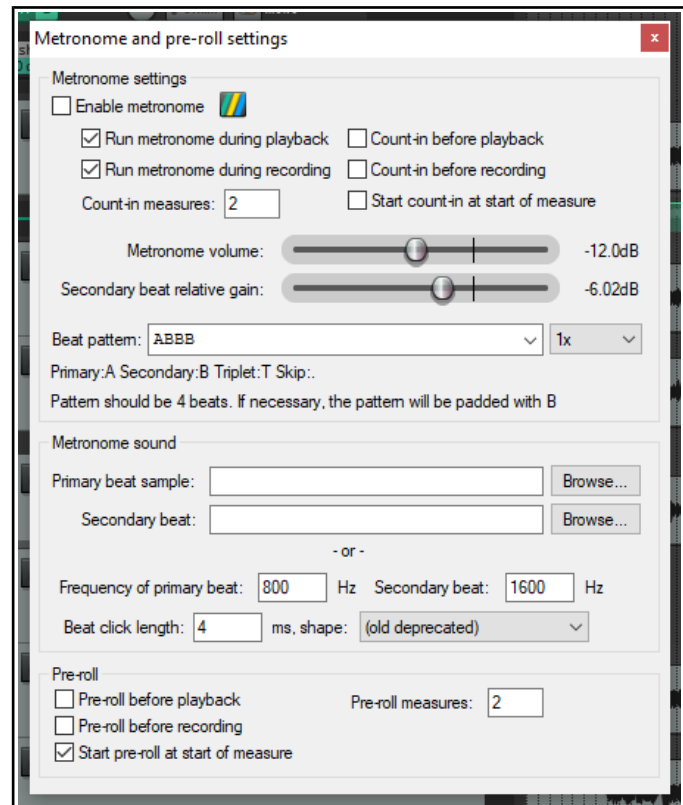 Metronome and pre-roll settings
x
Metronome settings
Enable metronome
Run metronome during playback Count-in before playback
Run metronome during recording Count-in before recording
Count-in measures: 2 Start count-in at start of measure
Metronome volume: -12.0dB
Secondary beat relative gain: -6.02dB
Beat pattern: ABBB 1x
Primary:A Secondary:B Triplet:T Skip:.
Pattern should be 4 beats. If necessary, the pattern will be padded with B
Metronome sound
Primary beat sample: Browse...
Secondary beat: Browse...
- or -
Frequency of primary beat: 800 Hz Secondary beat: 1600 Hz
Beat click length: 4 ms, shape: (old deprecated)
Pre-roll
Pre-roll before playback Pre-roll measures: 2
Pre-roll before recording
Start pre-roll at start of measure